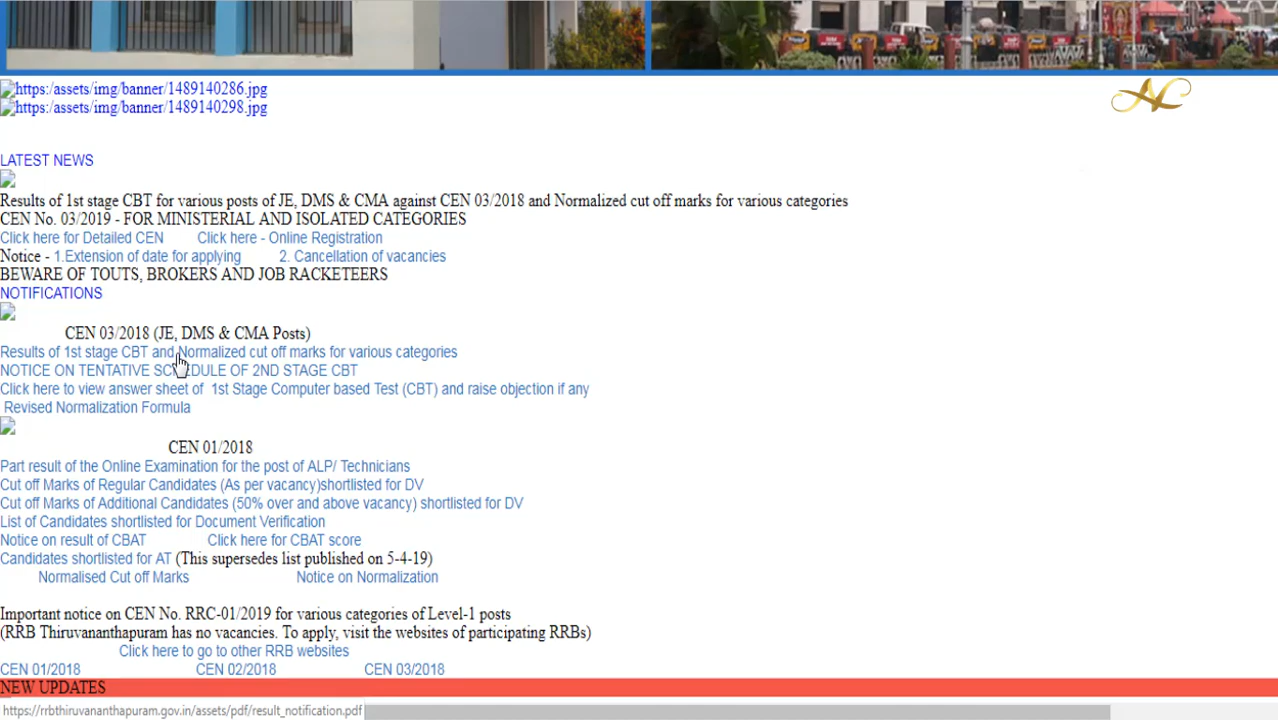 https:/assets/img/banner/1489140286.jpg
https:/assets/img/banner/1489140298.jpg
AC
LATEST NEWS
Results of 1st stage CBT for various posts of JE, DMS & CMA against CEN 03/2018 and Normalized cut off marks for various categories
CEN No. 03/2019 - FOR MINISTERIAL AND ISOLATED CATEGORIES
Click here for Detailed CEN Click here - Online Registration
Notice - 1.Extension of date for applying 2. Cancellation of vacancies
BEWARE OF TOUTS, BROKERS AND JOB RACKETEERS
NOTIFICATIONS
CEN 03/2018 (JE, DMS & CMA Posts)
Results of 1st stage CBT and Normalized cut off marks for various categories
NOTICE ON TENTATIVE SCHEDULE OF 2ND STAGE CBT
Click here to view answer sheet of 1st Stage Computer based Test (CBT) and raise objection if any
Revised Normalization Formula
CEN 01/2018
Part result of the Online Examination for the post of ALP/ Technicians
Cut off Marks of Regular Candidates (As per vacancy)shortlisted for DV
Cut off Marks of Additional Candidates (50% over and above vacancy) shortlisted for DV
List of Candidates shortlisted for Document Verification
Notice on result of CBAT Click here for CBAT score
Candidates shortlisted for AT (This supersedes list published on 5-4-19)
Normalised Cut off Marks Notice on Normalization
Important notice on CEN No. RRC-01/2019 for various categories of Level-1 posts
(RRB Thiruvananthapuram has no vacancies. To apply, visit the websites of participating RRBs)
Click here to go to other RRB websites
CEN 01/2018 CEN 02/2018 CEN 03/2018
NEW UPDATES
https://rrbthiruvananthapuram.gov.in/assets/pdf/result_notification.pdf